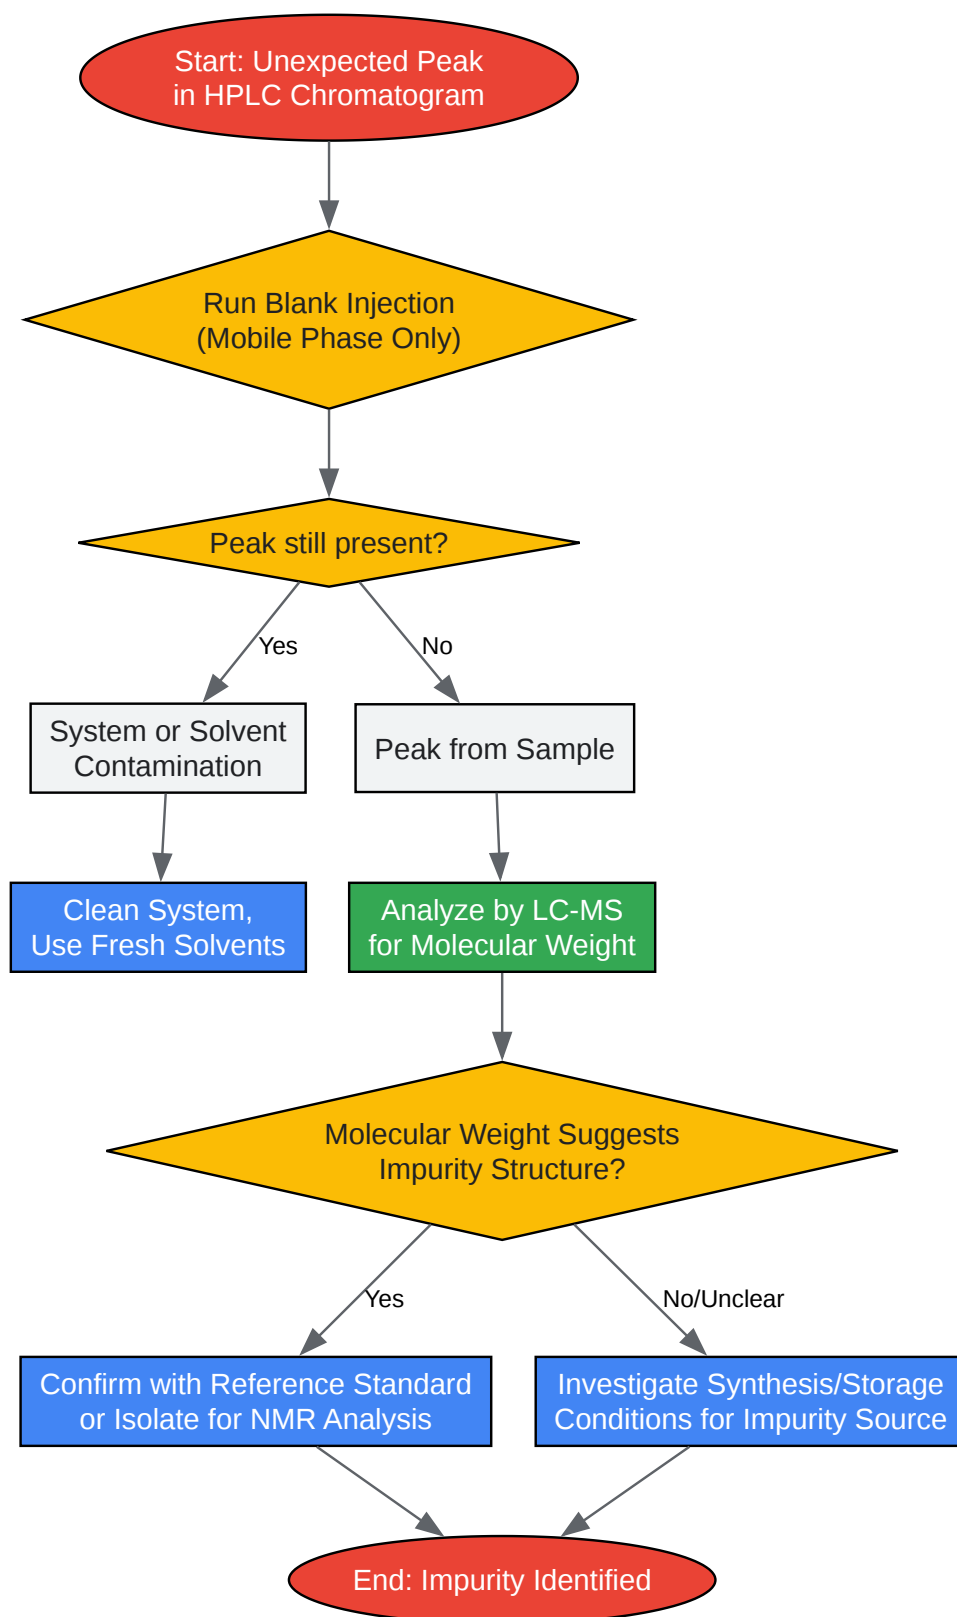 Start: Unexpected Peak
in HPLC Chromatogram
Run Blank Injection
(Mobile Phase Only)
Peak still present?
Yes
No
System or Solvent
Contamination
Peak from Sample
Clean System,
Use Fresh Solvents
Analyze by LC-MS
for Molecular Weight
Molecular Weight Suggests
Impurity Structure?
Yes
No/Unclear
Confirm with Reference Standard
or Isolate for NMR Analysis
Investigate Synthesis/Storage
Conditions for Impurity Source
End: Impurity Identified